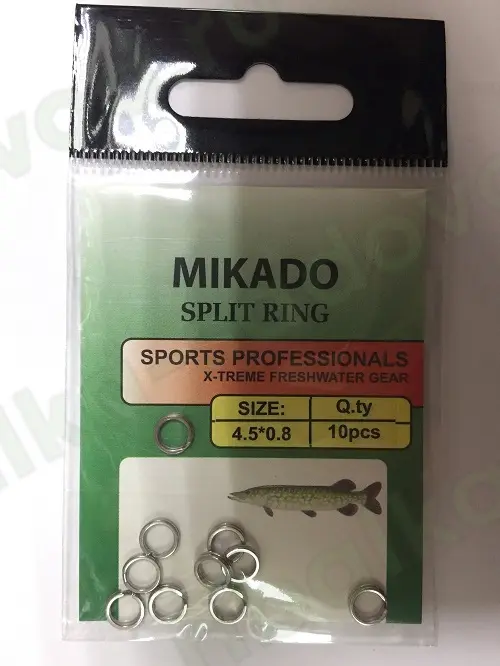 MIKADO
SPLIT RING
SPORTS PROFESSIONALS
X-TREME FRESHWATER GEAR
SIZE: Q.ty
4.5*0.8 10pcs